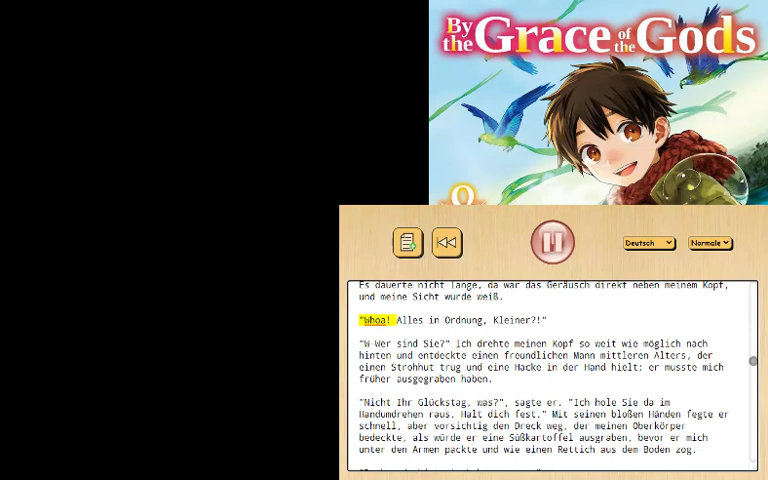 By the Grace of the Gods
Deutsch
Normale
Es dauerte nicht lange, da war das Geräusch direkt neben meinem Kopf,
und meine Sicht wurde weiß.
"Whoa! Alles in Ordnung, Kleiner?!"
"W-Wer sind Sie?" Ich drehte meinen Kopf so weit wie möglich nach
hinten und entdeckte einen freundlichen Mann mittleren Alters, der
einen Strohhut trug und eine Hacke in der Hand hielt; er musste mich
früher ausgegraben haben.
"Nicht Ihr Glückstag, was?", sagte er. "Ich hole Sie da im
Handumdrehen raus. Halt dich fest." Mit seinen bloßen Händen fegte er
schnell, aber vorsichtig den Dreck weg, der meinen Oberkörper
bedeckte, als würde er eine Süßkartoffel ausgraben, bevor er mich
unter den Armen packte und wie einen Rettich aus dem Boden zog.